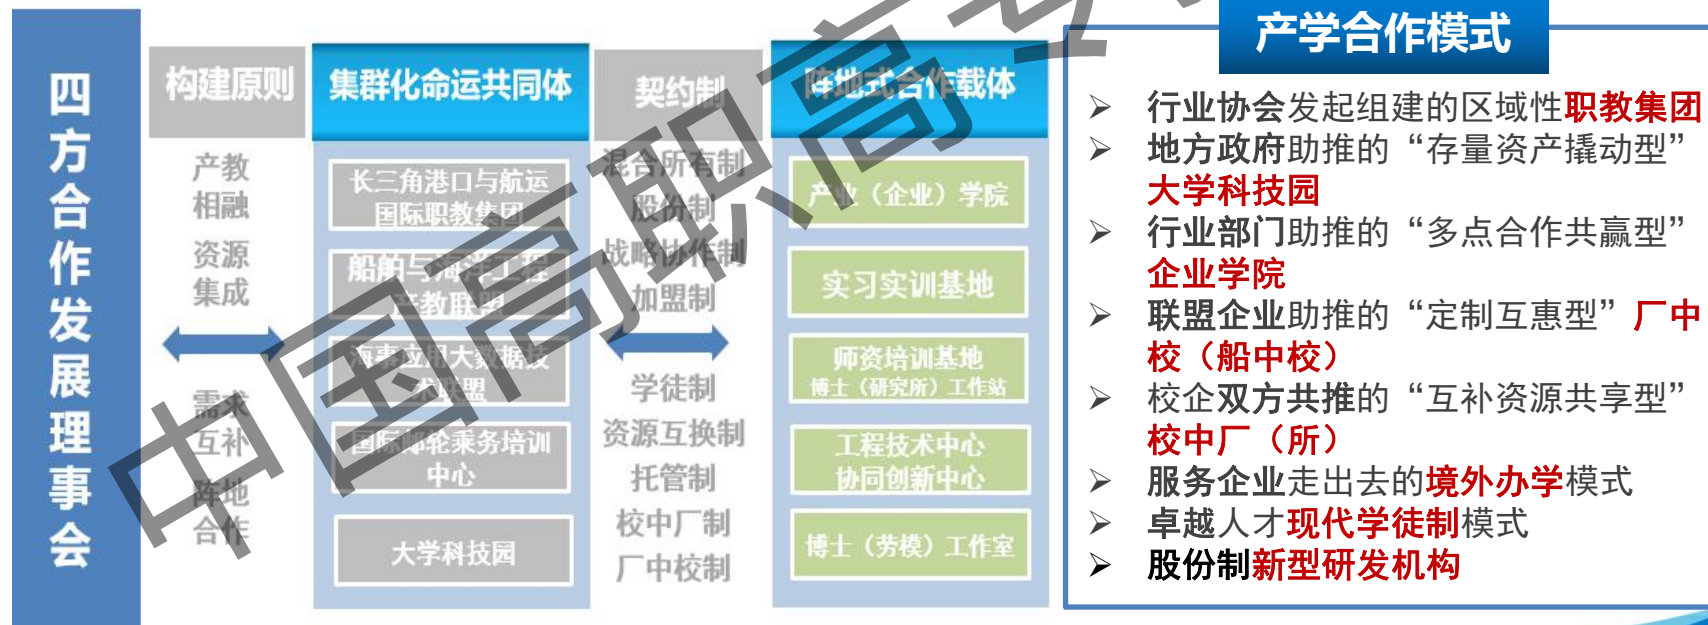 四方合作发展理事会
构建原则
产教
相融
资源
集成
需求
互补
阵地
合作
集群化命运共同体
长三角港口与航运
国际职教集团
船舶与海洋工程
产教联盟
海事应用大数据技
术联盟
国际邮轮乘务培训
中心
大学科技园
契约制
混合所有制
股份制
战略协作制
加盟制
学徒制
资源互换制
托管制
校中厂制
厂中校制
阵地式合作载体
产业（企业）学院
实习实训基地
师资培训基地
博士（研究所）工作站
工程技术中心
协同创新中心
博士（劳模）工作室
产学合作模式
➢ 行业协会发起组建的区域性职教集团
➢ 地方政府助推的“存量资产撬动型”
大学科技园
➢ 行业部门助推的“多点合作共赢型”
企业学院
➢ 联盟企业助推的“定制互惠型”厂中
校（船中校）
➢ 校企双方共推的“互补资源共享型”
校中厂（所）
➢ 服务企业走出去的境外办学模式
➢ 卓越人才现代学徒制模式
➢ 股份制新型研发机构
中国高职高专